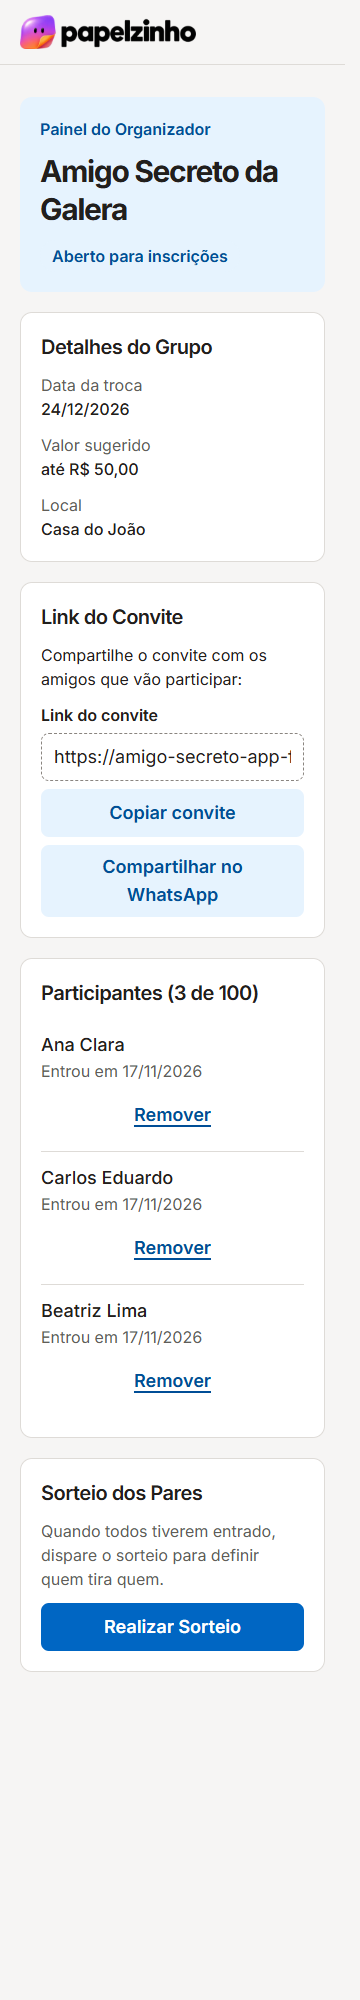 papelzinho
Painel do Organizador
Amigo Secreto da
Galera
Aberto para inscrições
Detalhes do Grupo
Data da troca
24/12/2026
Valor sugerido
até R$ 50,00
Local
Casa do João
Link do Convite
Compartilhe o convite com os
amigos que vão participar:
Link do convite
https://amigo-secreto-app-f
Copiar convite
Compartilhar no
WhatsApp
Participantes (3 de 100)
Ana Clara
Entrou em 17/11/2026
Remover
Carlos Eduardo
Entrou em 17/11/2026
Remover
Beatriz Lima
Entrou em 17/11/2026
Remover
Sorteio dos Pares
Quando todos tiverem entrado,
dispare o sorteio para definir
quem tira quem.
Realizar Sorteio